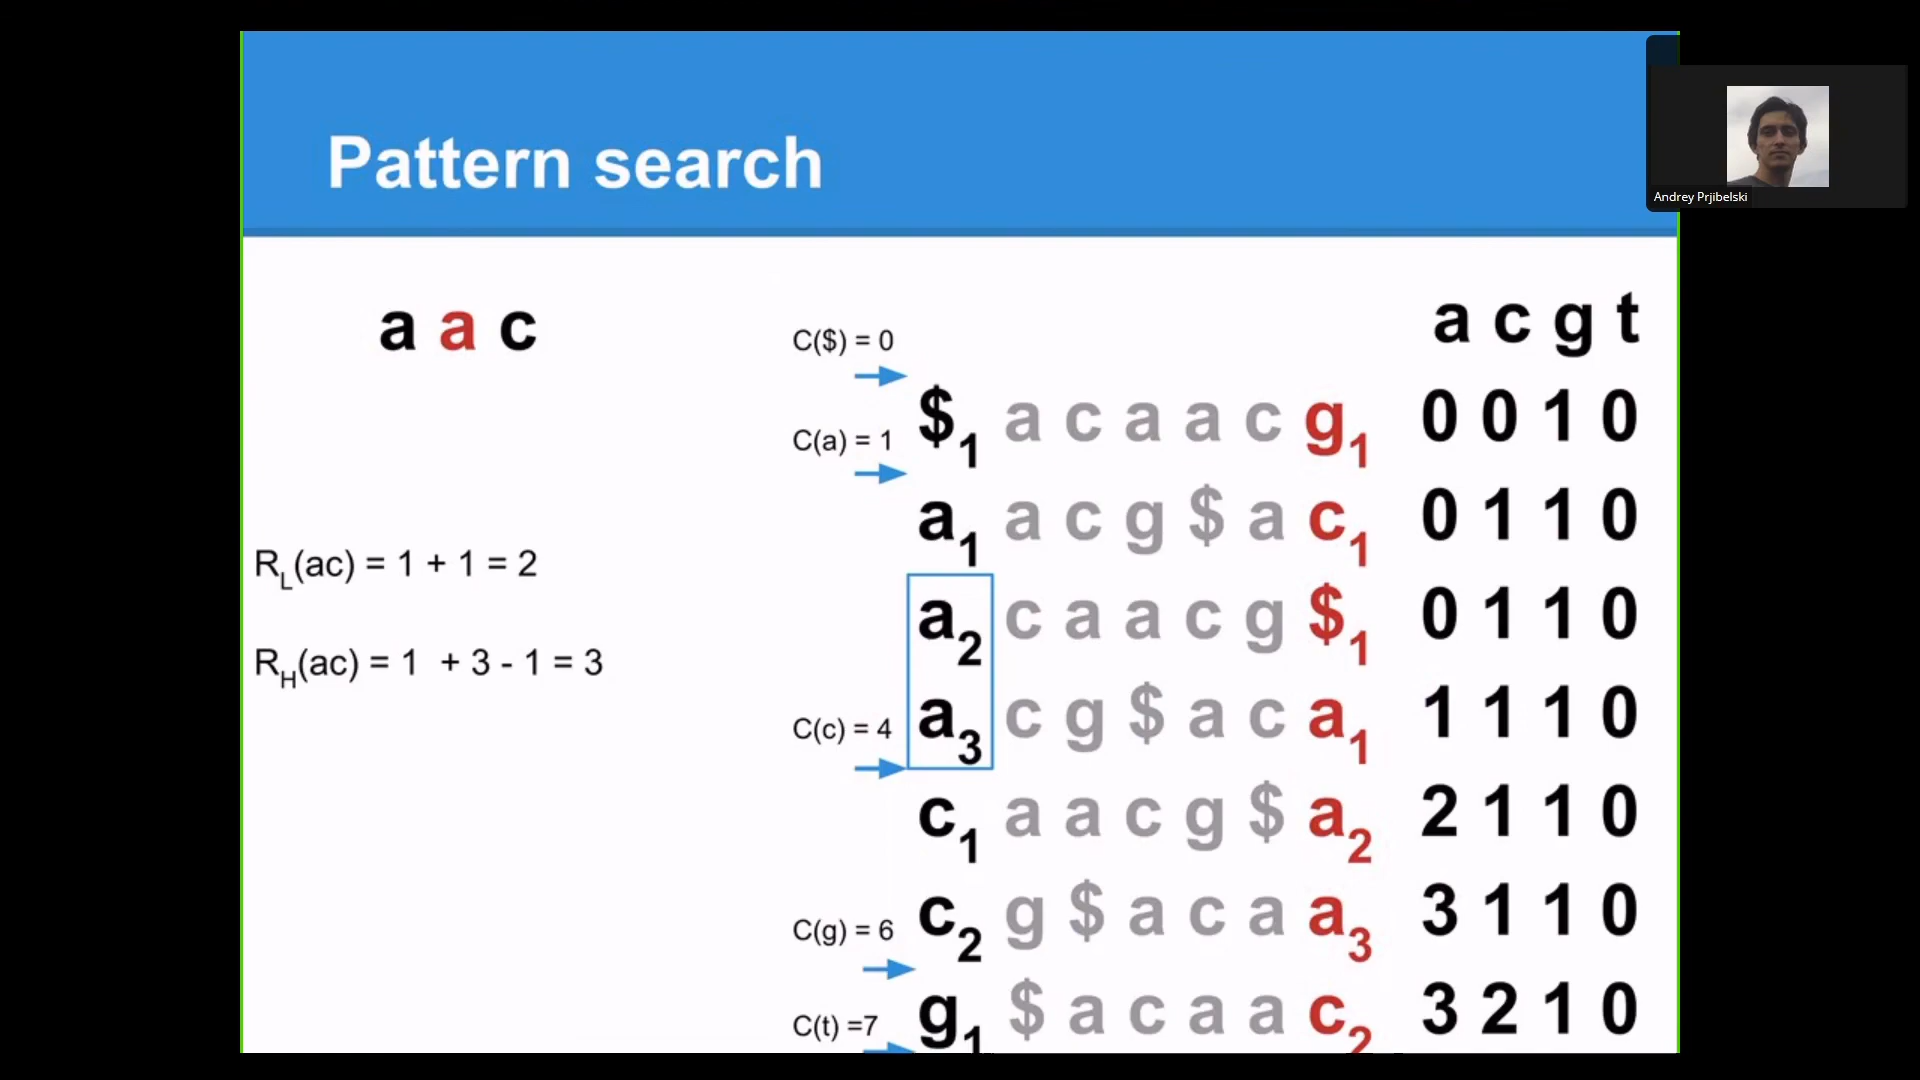 Pattern search
Andrey Prjibelski
a a c
a c g t
C($) = 0
$1 a c a a c g1 0 0 1 0
C(a) = 1
a1 a c g $ a c1 0 1 1 0
RL(ac) = 1 + 1 = 2
a2 c a a c g $1 0 1 1 0
RH(ac) = 1 + 3 - 1 = 3
C(c) = 4
a3 c g $ a c a1 1 1 1 0
c1 a a c g $ a2 2 1 1 0
C(g) = 6
c2 g $ a c a a3 3 1 1 0
C(t) =7
g1 $ a c a a c2 3 2 1 0